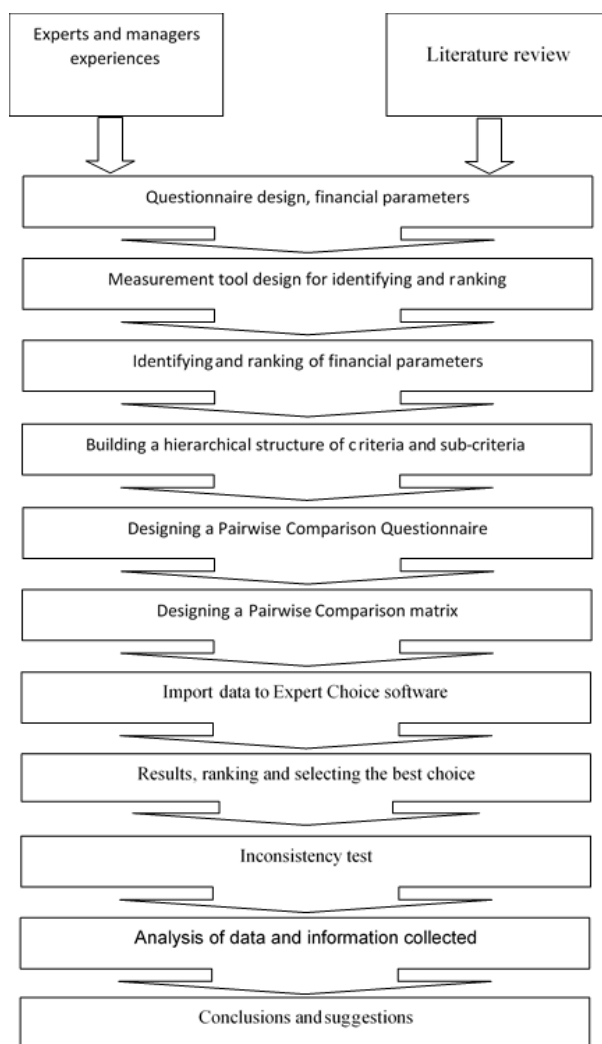 Experts and managers
experiences
Literature review
Questionnaire design, financial parameters
Measurement tool design for identifying and ranking
Identifying and ranking of financial parameters
Building a hierarchical structure of criteria and sub-criteria
Designing a Pairwise Comparison Questionnaire
Designing a Pairwise Comparison matrix
Import data to Expert Choice software
Results, ranking and selecting the best choice
Inconsistency test
Analysis of data and information collected
Conclusions and suggestions